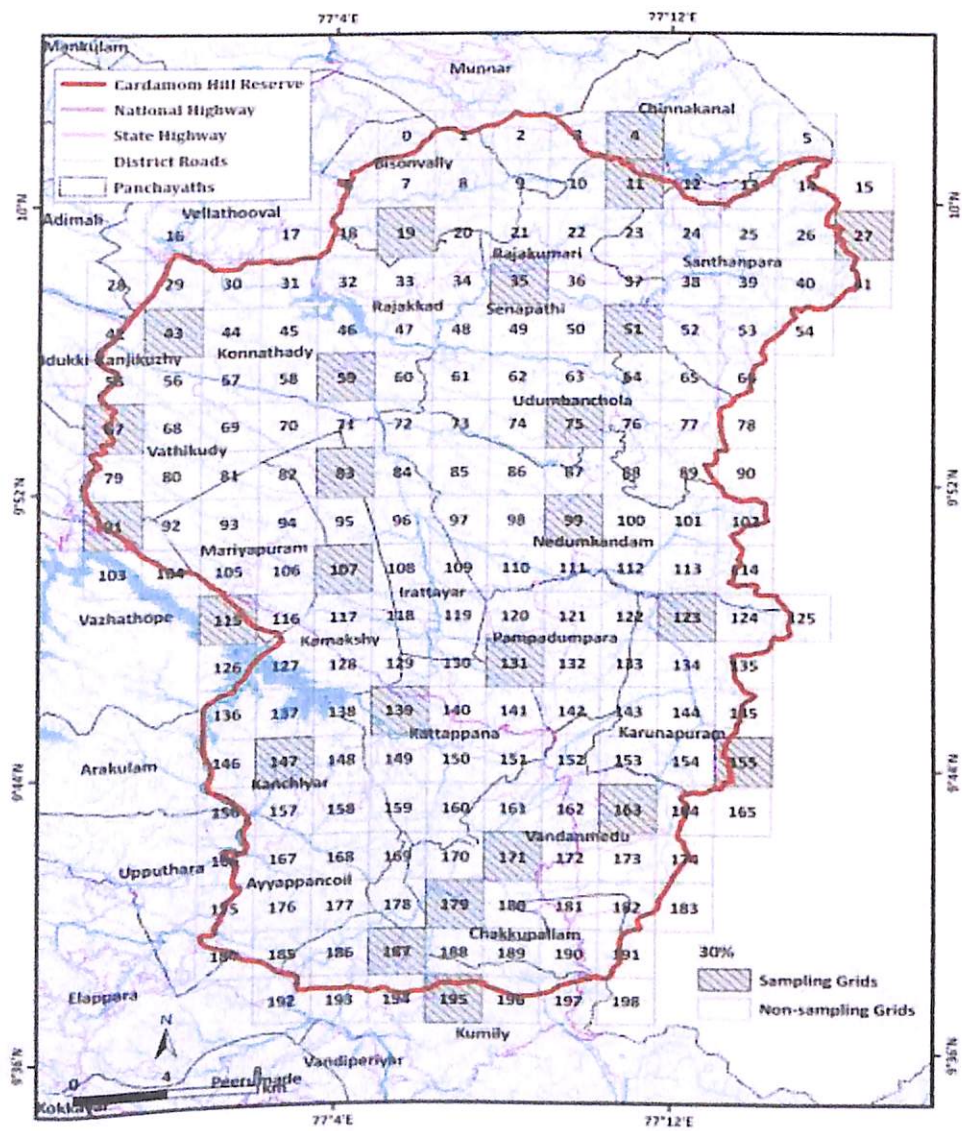 77°4'E 77°12'E
Mankulam
Munnar
Cardamom Hill Reserve
National Highway
State Highway
District Roads
Panchayaths
Chinnakanal
0 1 2 3 4 5
Bisonvally
7 8 9 10 11 12 13 14 15
10°N 10°N
Adimali
Vellathooval
16 17 18 19 20 21 22 23 24 25 26 27
Rajakumari
Santhanpara
28 29 30 31 32 33 34 35 36 37 38 39 40 41
Rajakkad
Senapathi
43 44 45 46 47 48 49 50 51 52 53 54
Konnathady
Idukki Kanjikuzhy
55 56 57 58 59 60 61 62 63 64 65 66
Udumbanchola
67 68 69 70 71 72 73 74 75 76 77 78
Vathikudy
79 80 81 82 83 84 85 86 87 88 89 90
9°52'N 9°52'N
91 92 93 94 95 96 97 98 99 100 101 102
Nedumkandam
Mariyapuram
103 104 105 106 107 108 109 110 111 112 113 114
Irattayar
Vazhathope
115 116 117 118 119 120 121 122 123 124 125
Kamakshy
Pampadumpara
126 127 128 129 130 131 132 133 134 135
136 137 138 139 140 141 142 143 144 145
Kattappana
Karunapuram
Arakulam
146 147 148 149 150 151 152 153 154 155
9°44'N 9°44'N
Kanchiyar
156 157 158 159 160 161 162 163 164 165
Vandanmedu
167 168 169 170 171 172 173 174
Upputhara
Ayyappancoil
175 176 177 178 179 180 181 182 183
Chakkupallam
184 185 186 187 188 189 190 191
30%
Sampling Grids
Non-sampling Grids
Elappara
192 193 194 195 196 197 198
N
Kumily
Vandiperiyar
9°36'N 9°36'N
Peerumade
0 4 8
km
Kokkayar
77°4'E 77°12'E